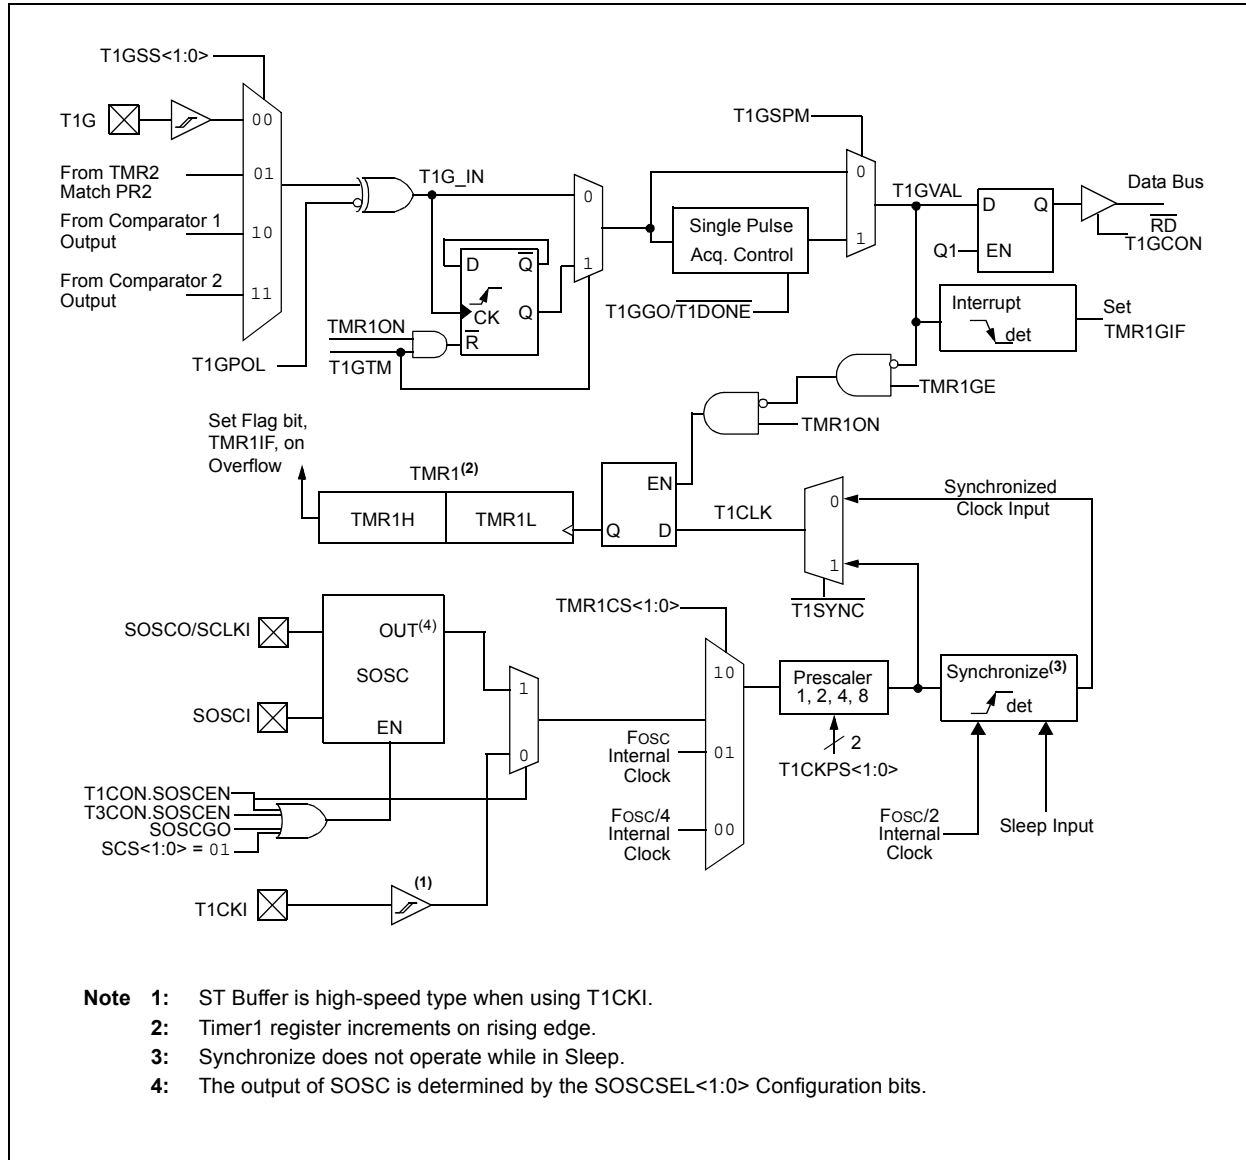 T1GSS<1:0>
T1G
00
From TMR2
Match PR2
01
From Comparator 1
Output
10
From Comparator 2
Output
11
T1GPOL
T1G_IN
D
Q
CK
Q
R
TMR1ON
T1GTM
0
1
T1GSPM
Single Pulse
Acq. Control
T1GGO/T1DONE
0
1
T1GVAL
D
Q
Q1
EN
Data Bus
RD
T1GCON
Interrupt
det
Set
TMR1GIF
TMR1GE
TMR1ON
Set Flag bit,
TMR1IF, on
Overflow
TMR1(2)
TMR1H
TMR1L
EN
Q
D
T1CLK
0
1
T1SYNC
Synchronized
Clock Input
SOSCO/SCLKI
OUT(4)
SOSC
SOSCI
EN
1
0
T1CON.SOSCEN
T3CON.SOSCEN
SOSCGO
SCS<1:0> = 01
T1CKI
(1)
TMR1CS<1:0>
10
FOSC
Internal
Clock
01
FOSC/4
Internal
Clock
00
Prescaler
1, 2, 4, 8
2
T1CKPS<1:0>
Synchronize(3)
det
FOSC/2
Internal
Clock
Sleep Input
Note 1: ST Buffer is high-speed type when using T1CKI.
2: Timer1 register increments on rising edge.
3: Synchronize does not operate while in Sleep.
4: The output of SOSC is determined by the SOSCSEL<1:0> Configuration bits.